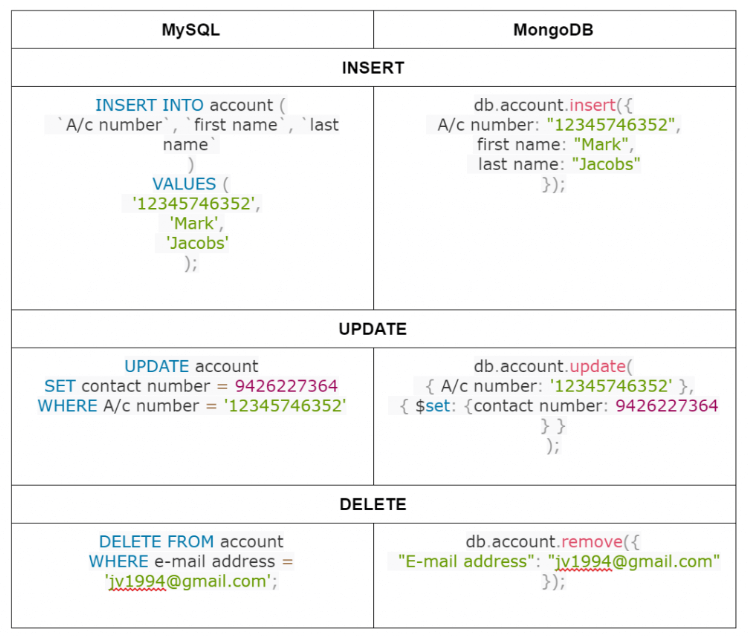 MySQL
MongoDB
INSERT
INSERT INTO account (
`A/c number`, `first name`, `last
name`
)
VALUES (
'12345746352',
'Mark',
'Jacobs'
);
db.account.insert({
A/c number: "12345746352",
first name: "Mark",
last name: "Jacobs"
});
UPDATE
UPDATE account
SET contact number = 9426227364
WHERE A/c number = '12345746352'
db.account.update(
{ A/c number: '12345746352' },
{ $set: {contact number: 9426227364
} }
);
DELETE
DELETE FROM account
WHERE e-mail address =
'jv1994@gmail.com';
db.account.remove({
"E-mail address": "jv1994@gmail.com"
});